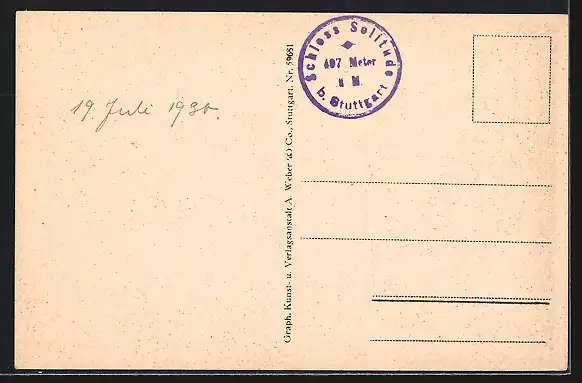 19. Juli 1930.
Graph. Kunst- u. Verlagsanstalt A. Weber & Co., Stuttgart. Nr. 59681
Schloss Solitude
497 Meter
ü M.
b. Stuttgart